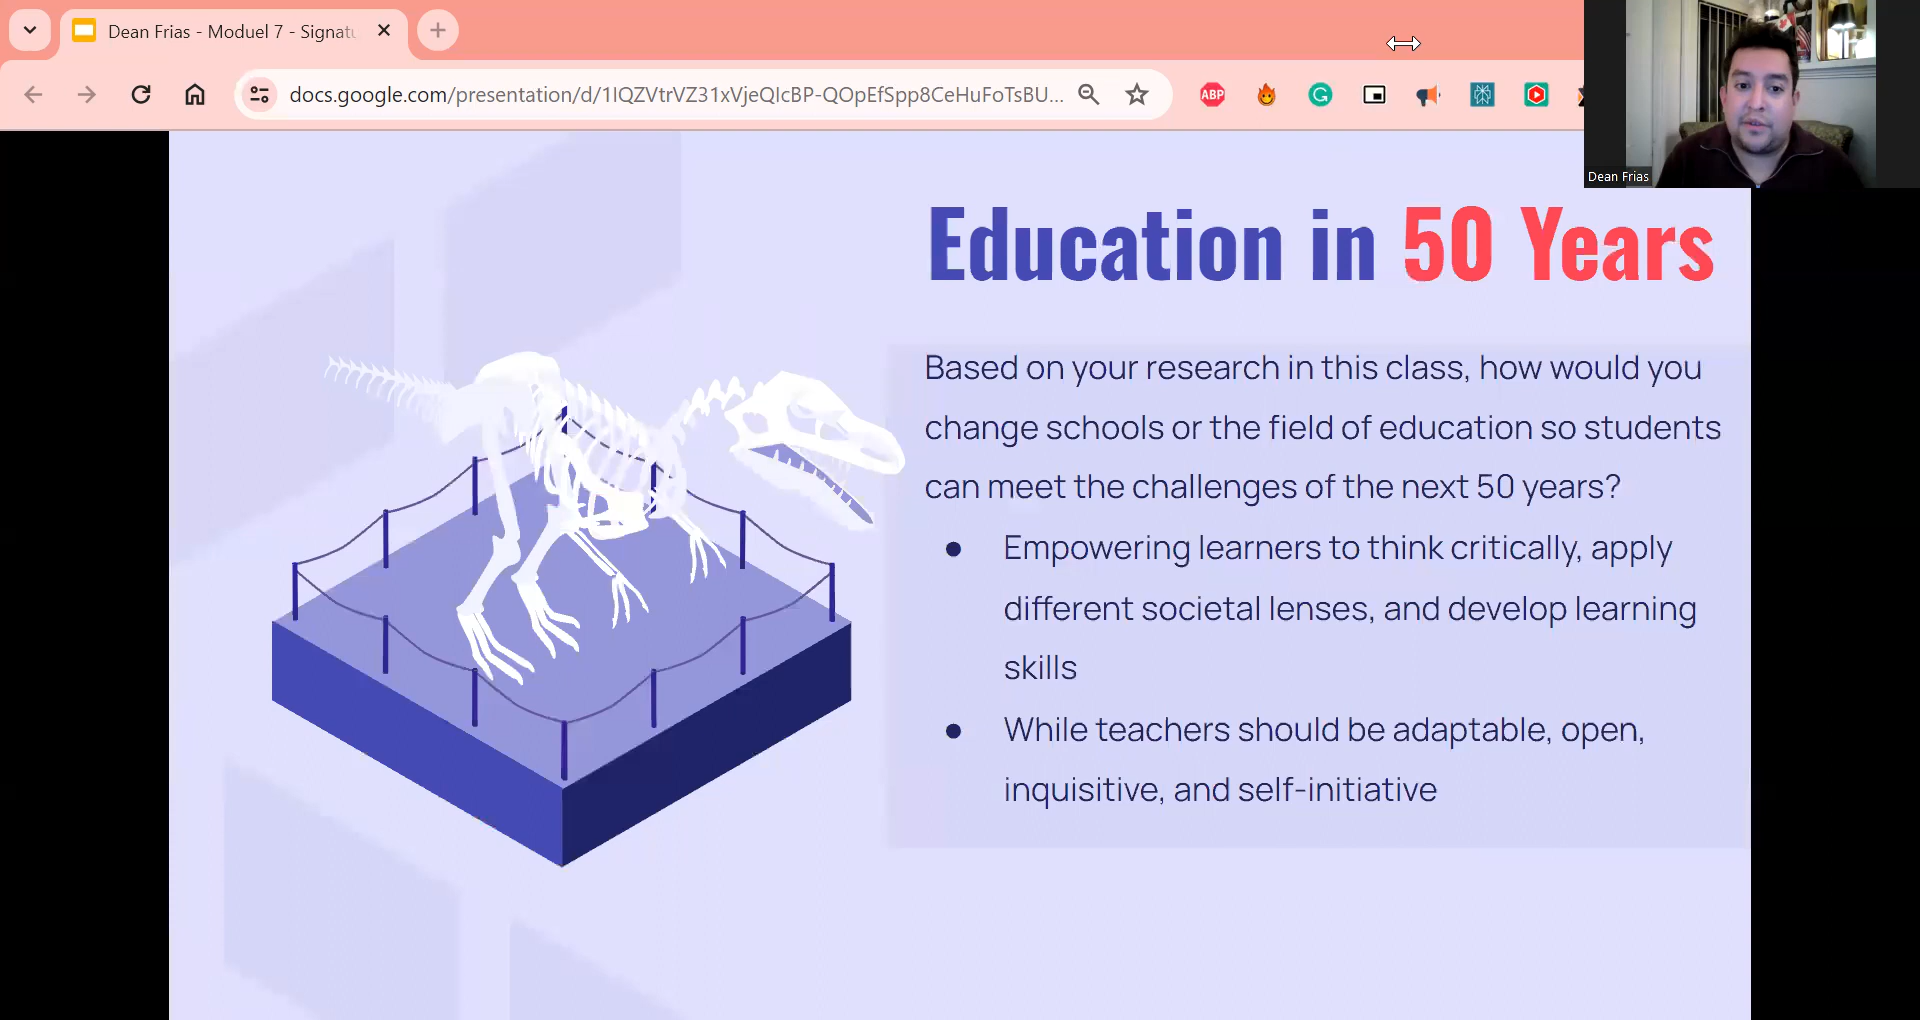 Dean Frias - Moduel 7 - Signatu
docs.google.com/presentation/d/1IQZVtrVZ31xVjeQIcBP-QOpEfSpp8CeHuFoTsBU...
ABP
Dean Frias
Education in 50 Years
Based on your research in this class, how would you
change schools or the field of education so students
can meet the challenges of the next 50 years?
● Empowering learners to think critically, apply
different societal lenses, and develop learning
skills
● While teachers should be adaptable, open,
inquisitive, and self-initiative